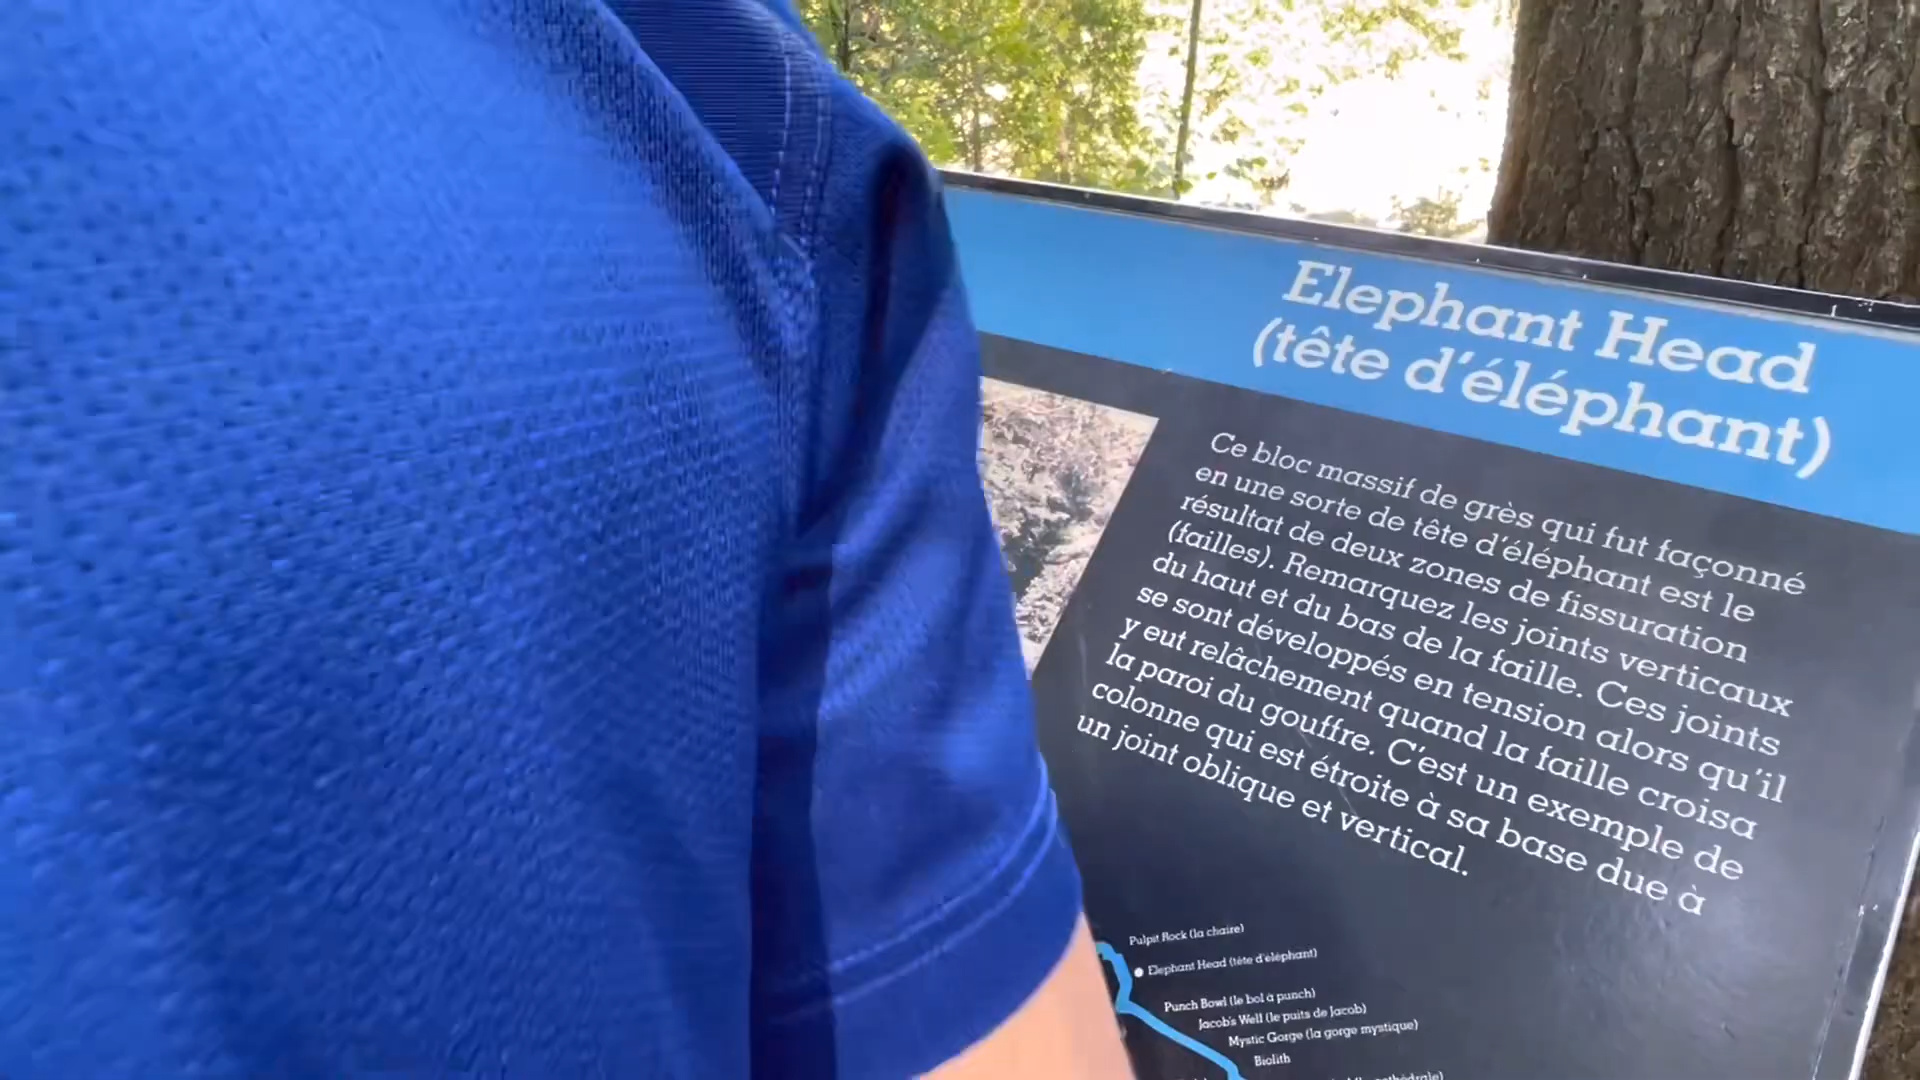 Elephant Head
(tête d'éléphant)
Ce bloc massif de grès qui fut façonné
en une sorte de tête d'éléphant est le
résultat de deux zones de fissuration
(failles). Remarquez les joints verticaux
du haut et du bas de la faille. Ces joints
se sont développés en tension alors qu'il
y eut relâchement quand la faille croisa
la paroi du gouffre. C'est un exemple de
colonne qui est étroite à sa base due à
un joint oblique et vertical.
Pulpit Rock (la chaire)
Elephant Head (tête d'éléphant)
Punch Bowl (le bol à punch)
Jacob's Well (le puits de Jacob)
Mystic Gorge (la gorge mystique)
Biolith